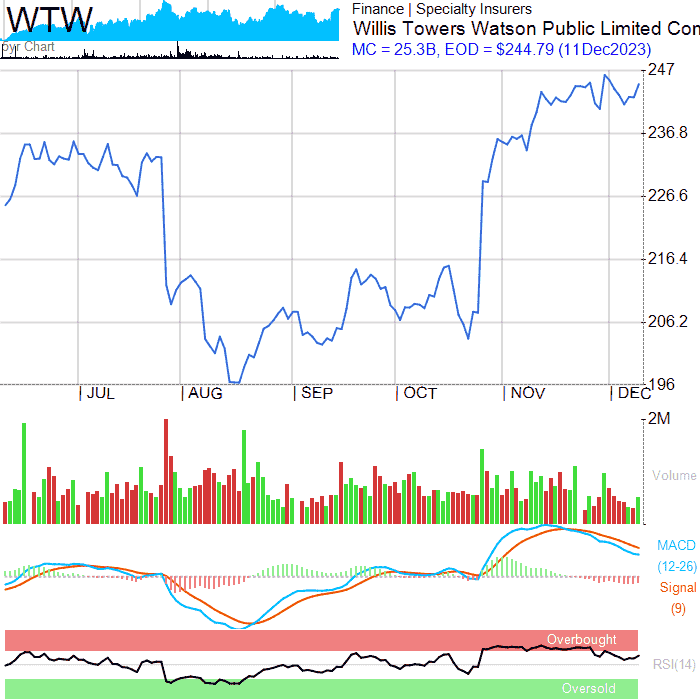 WTW
Finance | Specialty Insurers
Willis Towers Watson Public Limited Con
MC = 25.3B, EOD = $244.79 (11Dec2023)
Chart
247
236.8
226.6
216.4
206.2
196
JUL
AUG
SEP
OCT
NOV
DEC
2M
Volume
MACD
(12-26)
Signal
(9)
Overbought
RSI(14)
Oversold